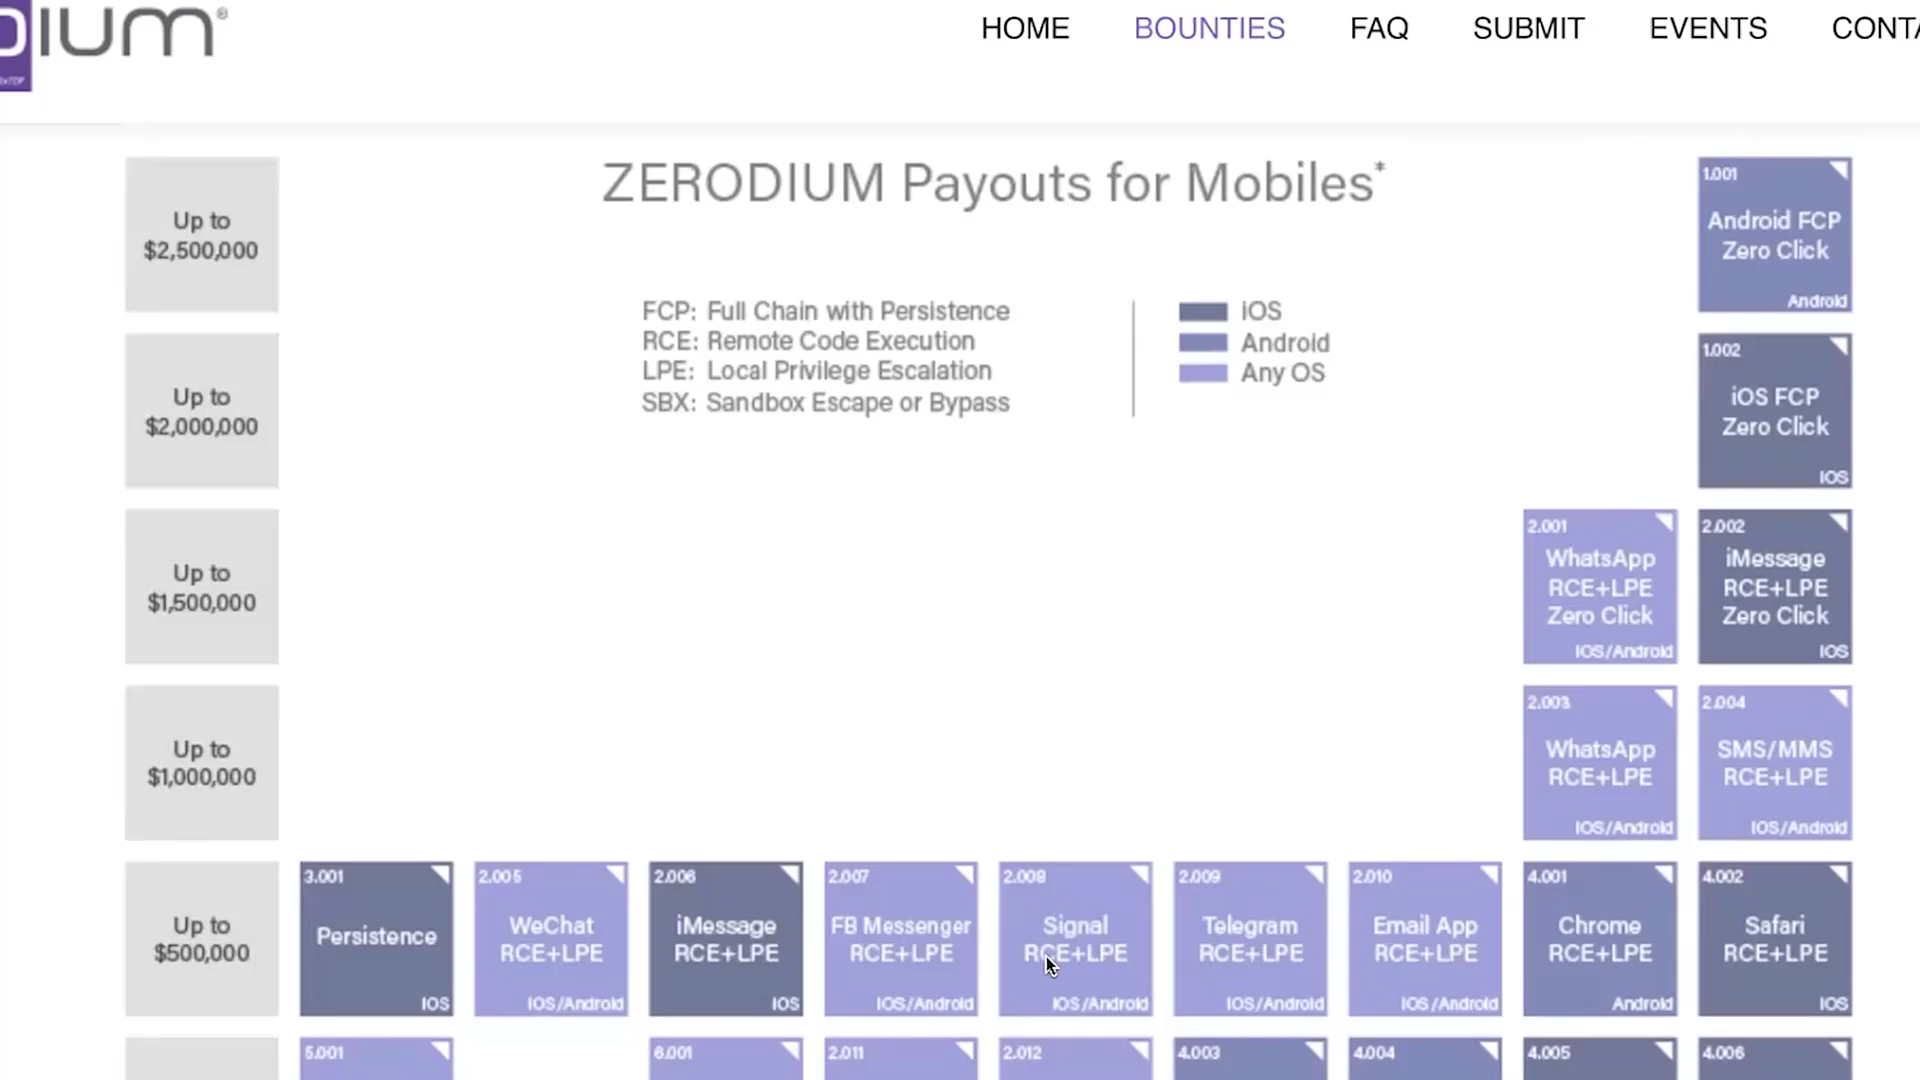 HOME BOUNTIES FAQ SUBMIT EVENTS
ZERODIUM Payouts for Mobiles*
FCP: Full Chain with Persistence
RCE: Remote Code Execution
LPE: Local Privilege Escalation
SBX: Sandbox Escape or Bypass
iOS
Android
Any OS
Up to
$2,500,000
1.001
Android FCP
Zero Click
Android
Up to
$2,000,000
1.002
iOS FCP
Zero Click
IOS
Up to
$1,500,000
2.001
WhatsApp
RCE+LPE
Zero Click
IOS/Android
2.002
iMessage
RCE+LPE
Zero Click
IOS
Up to
$1,000,000
2.003
WhatsApp
RCE+LPE
IOS/Android
2.004
SMS/MMS
RCE+LPE
IOS/Android
Up to
$500,000
3.001
Persistence
IOS
2.005
WeChat
RCE+LPE
IOS/Android
2.006
iMessage
RCE+LPE
IOS
2.007
FB Messenger
RCE+LPE
IOS/Android
2.008
Signal
RCE+LPE
IOS/Android
2.009
Telegram
RCE+LPE
IOS/Android
2.010
Email App
RCE+LPE
IOS/Android
4.001
Chrome
RCE+LPE
Android
4.002
Safari
RCE+LPE
IOS
5.001
6.001
2.011
2.012
4.003
4.004
4.005
4.006